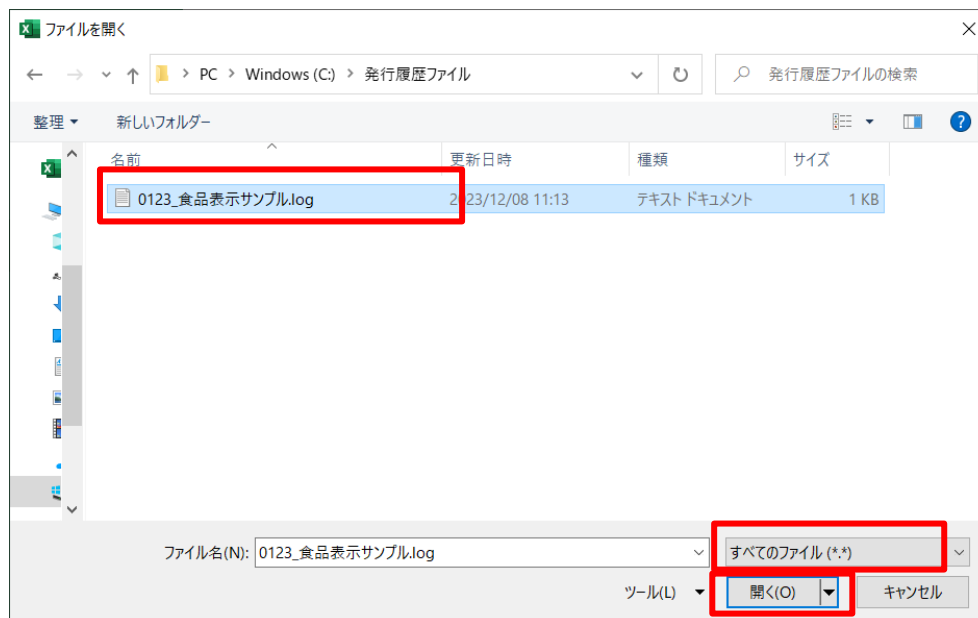 ファイルを開く
PC > Windows (C:) > 発行履歴ファイル
発行履歴ファイルの検索
整理
新しいフォルダー
名前 更新日時 種類 サイズ
0123_食品表示サンプル.log 2023/12/08 11:13 テキスト ドキュメント 1 KB
ファイル名(N): 0123_食品表示サンプル.log すべてのファイル (*.*)
ツール(L) 開く(O) キャンセル